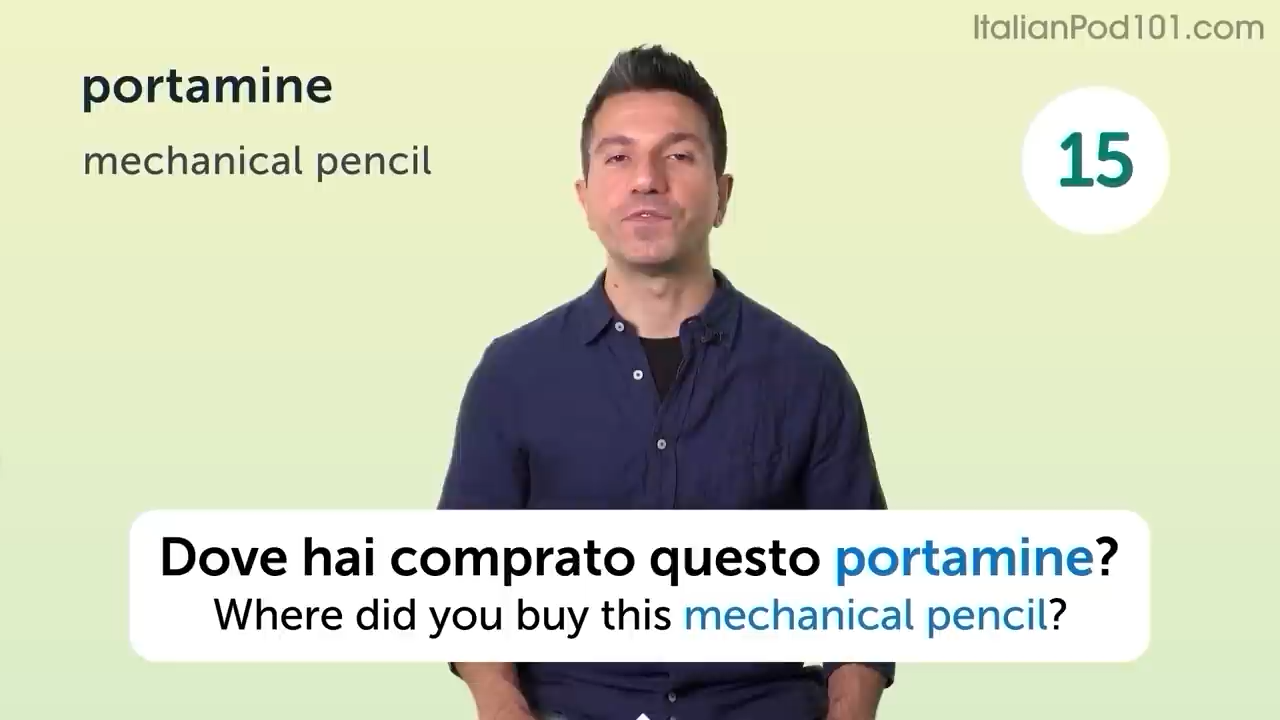 ItalianPod101.com
portamine
mechanical pencil
15
Dove hai comprato questo portamine?
Where did you buy this mechanical pencil?